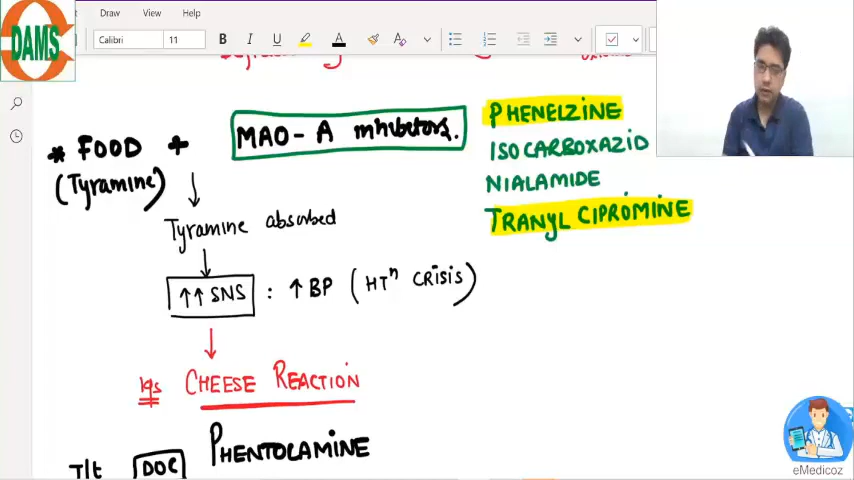 DAMS
Draw View Help
Calibri 11 B I U A
* FOOD + MAO-A inhibitors.
(Tyramine)
PHENELZINE
ISOCARBOXAZID
NIALAMIDE
TRANYL CIPROMINE
Tyramine absorbed
↑↑ SNS : ↑ BP (HTⁿ CRISIS)
1qs CHEESE REACTION
T/t DOC PHENTOLAMINE
eMedicoz